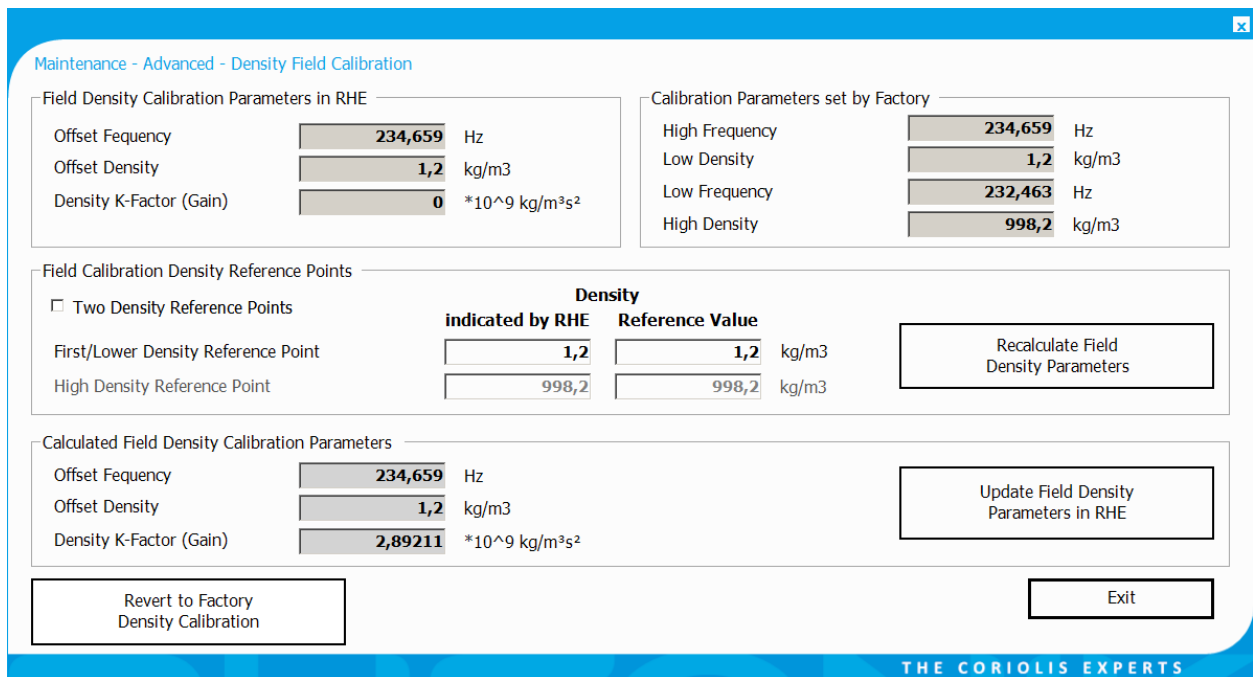 x
Maintenance - Advanced - Density Field Calibration
Field Density Calibration Parameters in RHE
Offset Fequency 234,659 Hz
Offset Density 1,2 kg/m3
Density K-Factor (Gain) 0 *10^9 kg/m³s²
Calibration Parameters set by Factory
High Frequency 234,659 Hz
Low Density 1,2 kg/m3
Low Frequency 232,463 Hz
High Density 998,2 kg/m3
Field Calibration Density Reference Points
Two Density Reference Points
Density
indicated by RHE Reference Value
First/Lower Density Reference Point 1,2 1,2 kg/m3
High Density Reference Point 998,2 998,2 kg/m3
Recalculate Field
Density Parameters
Calculated Field Density Calibration Parameters
Offset Fequency 234,659 Hz
Offset Density 1,2 kg/m3
Density K-Factor (Gain) 2,89211 *10^9 kg/m³s²
Update Field Density
Parameters in RHE
Revert to Factory
Density Calibration
Exit
THE CORIOLIS EXPERTS